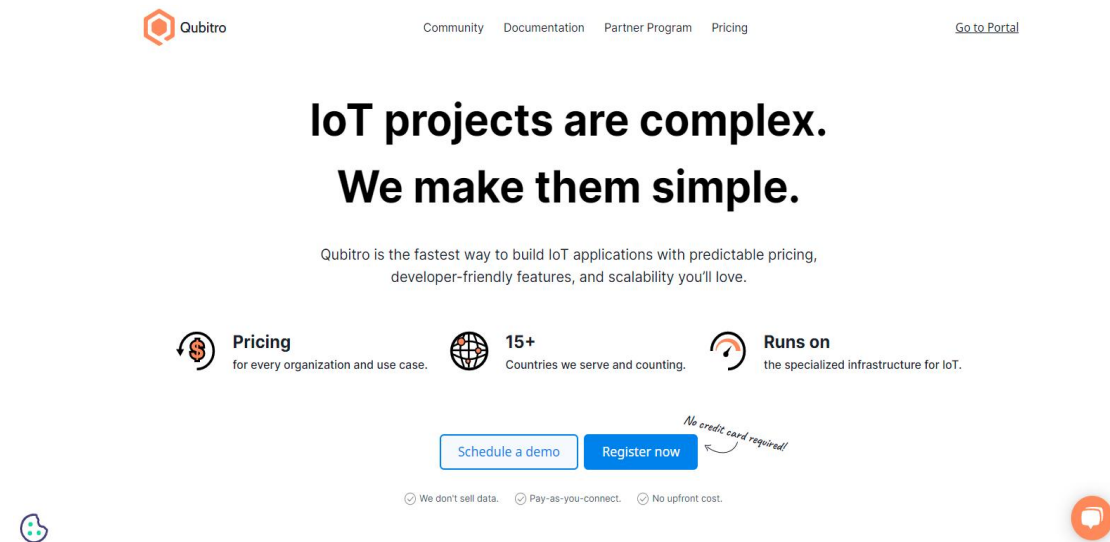 Qubitro
Community Documentation Partner Program Pricing
Go to Portal
IoT projects are complex.
We make them simple.
Qubitro is the fastest way to build IoT applications with predictable pricing,
developer-friendly features, and scalability you'll love.
Pricing
for every organization and use case.
15+
Countries we serve and counting.
Runs on
the specialized infrastructure for IoT.
No credit card required!
Schedule a demo
Register now
We don't sell data.
Pay-as-you-connect.
No upfront cost.